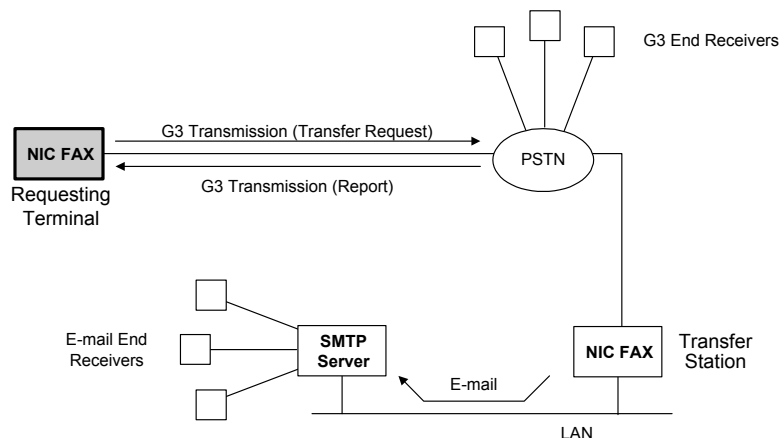 G3 End Receivers
G3 Transmission (Transfer Request)
NIC FAX
PSTN
G3 Transmission (Report)
Requesting
Terminal
E-mail End
Receivers
SMTP
Server
NIC FAX
Transfer
Station
E-mail
LAN